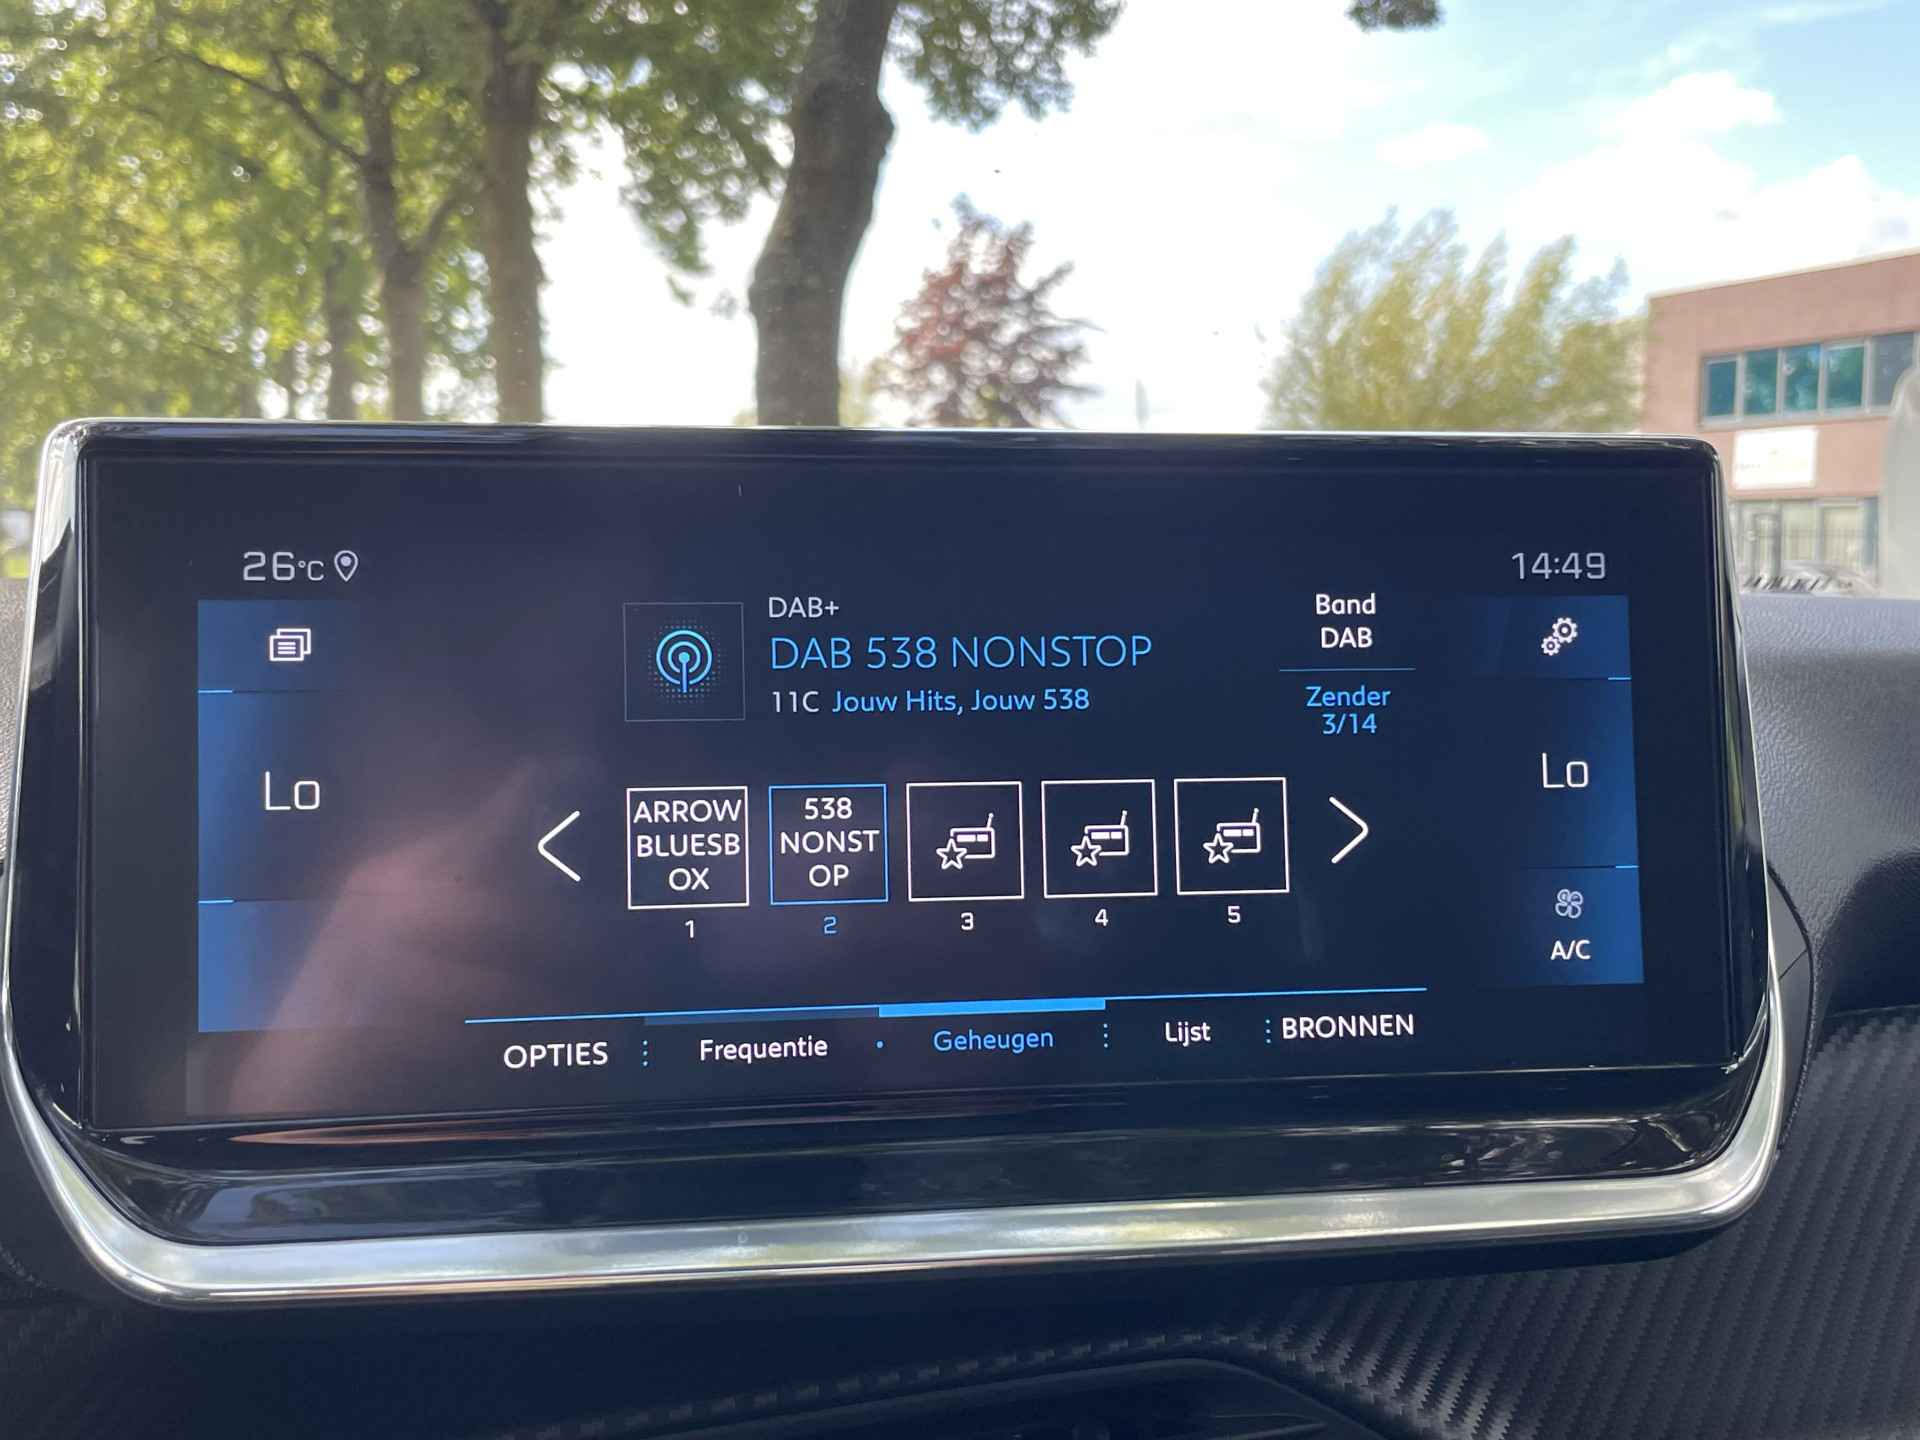 26°C
14:49
DAB+
DAB 538 NONSTOP
11C Jouw Hits, Jouw 538
Band
DAB
Zender
3/14
Lo
Lo
ARROW
BLUESB
OX
538
NONST
OP
1
2
3
4
5
A/C
OPTIES
Frequentie
Geheugen
Lijst
BRONNEN